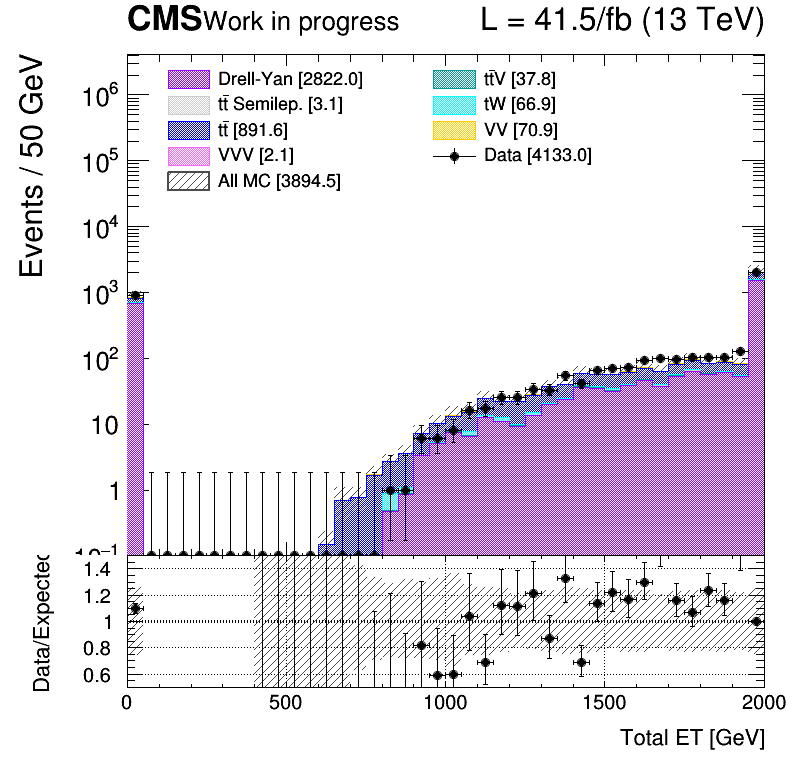 CMS Work in progress L = 41.5/fb (13 TeV)
Events / 50 GeV
Drell-Yan [2822.0]
tt̄ Semilep. [3.1]
tt̄ [891.6]
VVV [2.1]
All MC [3894.5]
tt̄V [37.8]
tW [66.9]
VV [70.9]
Data [4133.0]
10⁶
10⁵
10⁴
10³
10²
10
1
10⁻¹
Data/Expected
1.4
1.2
1
0.8
0.6
0 500 1000 1500 2000
Total ET [GeV]